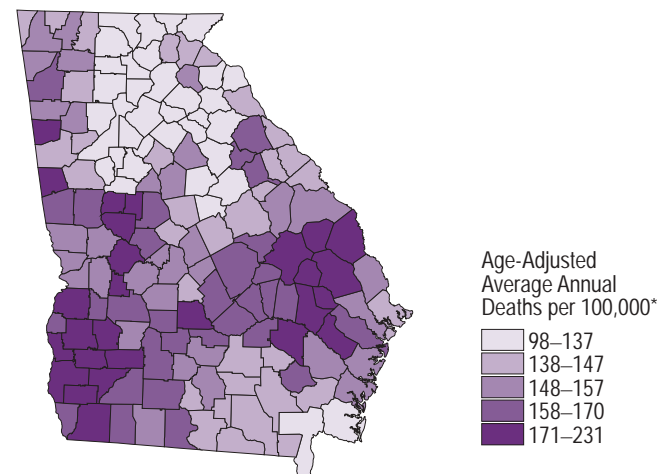 Age-Adjusted
Average Annual
Deaths per 100,000*
98–137
138–147
148–157
158–170
171–231